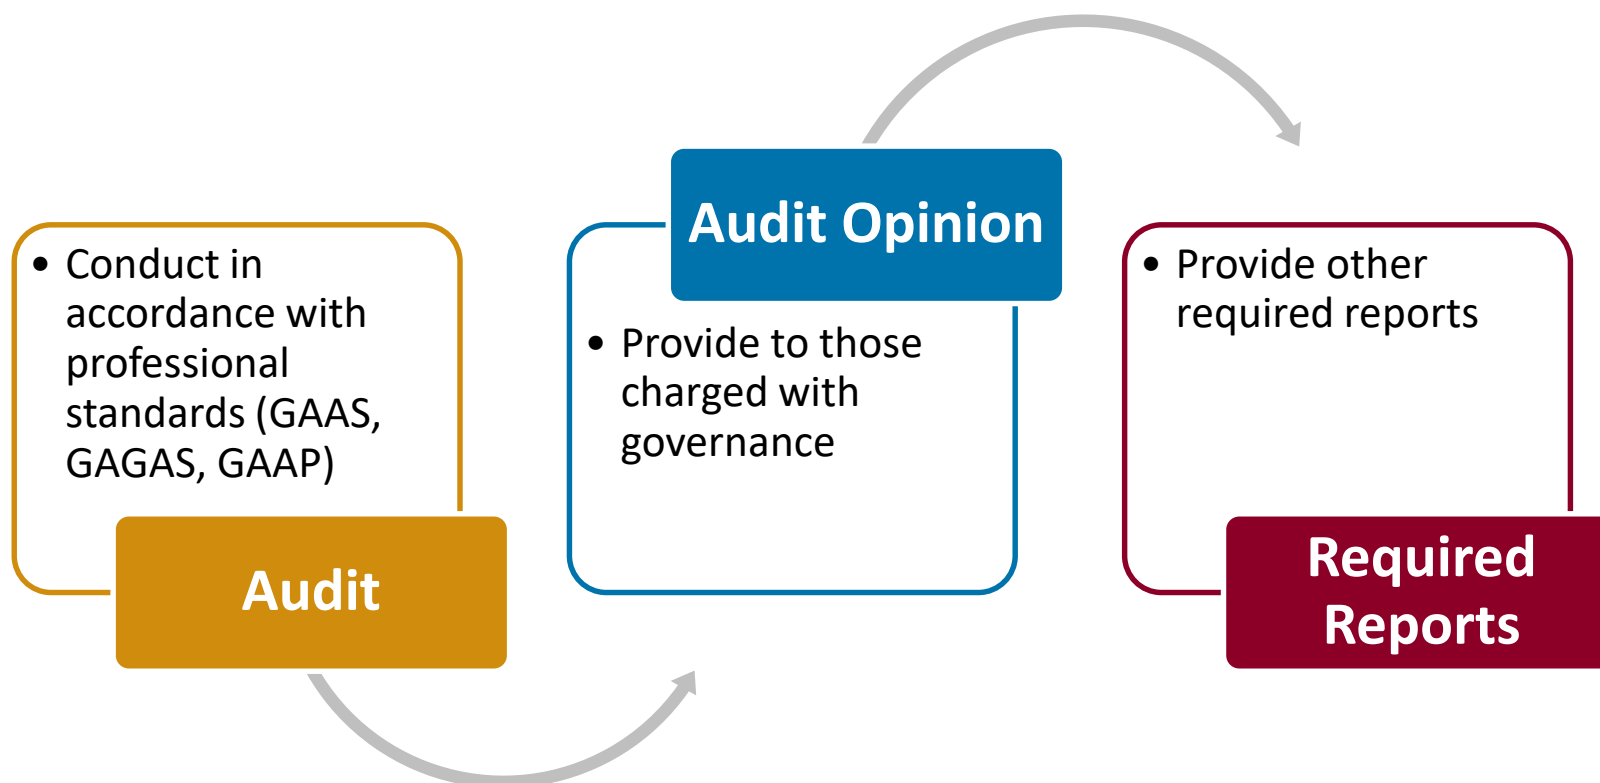 • Conduct in
accordance with
professional
standards (GAAS,
GAGAS, GAAP)
Audit
Audit Opinion
• Provide to those
charged with
governance
• Provide other
required reports
Required
Reports